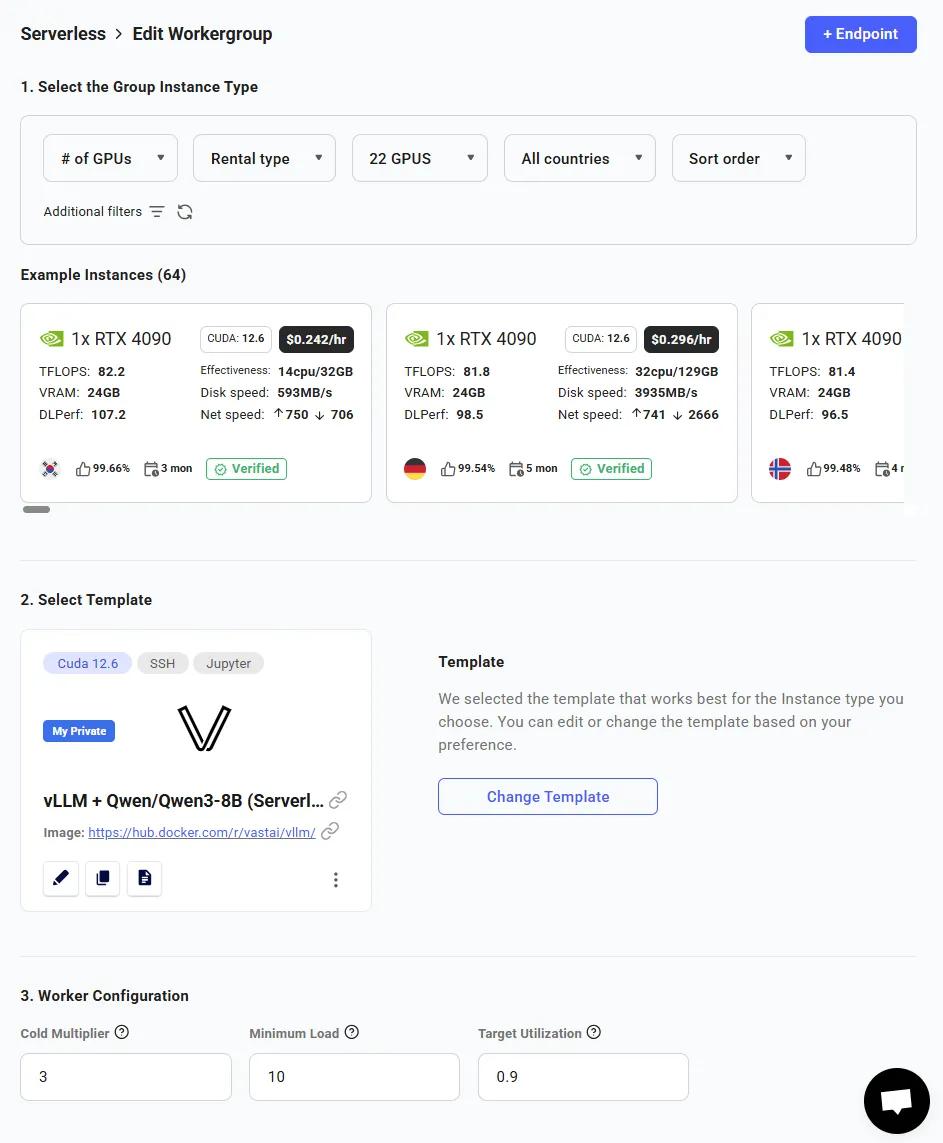 Serverless > Edit Workergroup
+ Endpoint
1. Select the Group Instance Type
# of GPUs
Rental type
22 GPUS
All countries
Sort order
Additional filters
Example Instances (64)
1x RTX 4090
CUDA: 12.6
$0.242/hr
TFLOPS: 82.2
Effectiveness: 14cpu/32GB
VRAM: 24GB
Disk speed: 593MB/s
DLPerf: 107.2
Net speed: ↑750 ↓ 706
99.66%
3 mon
Verified
1x RTX 4090
CUDA: 12.6
$0.296/hr
TFLOPS: 81.8
Effectiveness: 32cpu/129GB
VRAM: 24GB
Disk speed: 3935MB/s
DLPerf: 98.5
Net speed: ↑741 ↓ 2666
99.54%
5 mon
Verified
1x RTX 4090
TFLOPS: 81.4
VRAM: 24GB
DLPerf: 96.5
99.48%
4
2. Select Template
Cuda 12.6
SSH
Jupyter
My Private
vLLM + Qwen/Qwen3-8B (Serverl...
Image: https://hub.docker.com/r/vastai/vllm/
Template
We selected the template that works best for the Instance type you
choose. You can edit or change the template based on your
preference.
Change Template
3. Worker Configuration
Cold Multiplier
Minimum Load
Target Utilization
3
10
0.9